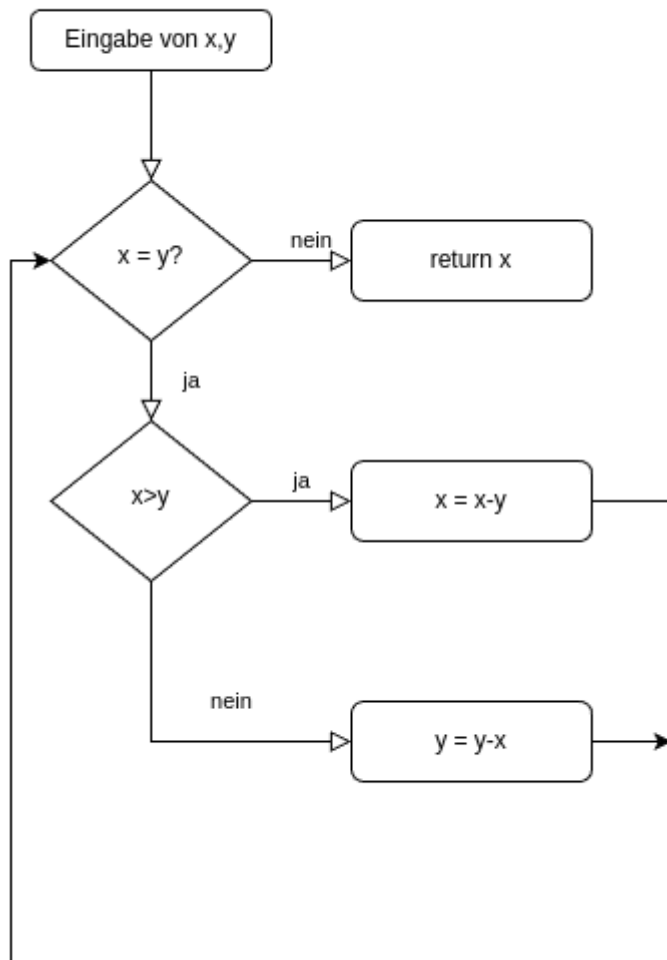 Eingabe von x,y
x = y?
nein
return x
ja
x>y
ja
x = x-y
nein
y = y-x